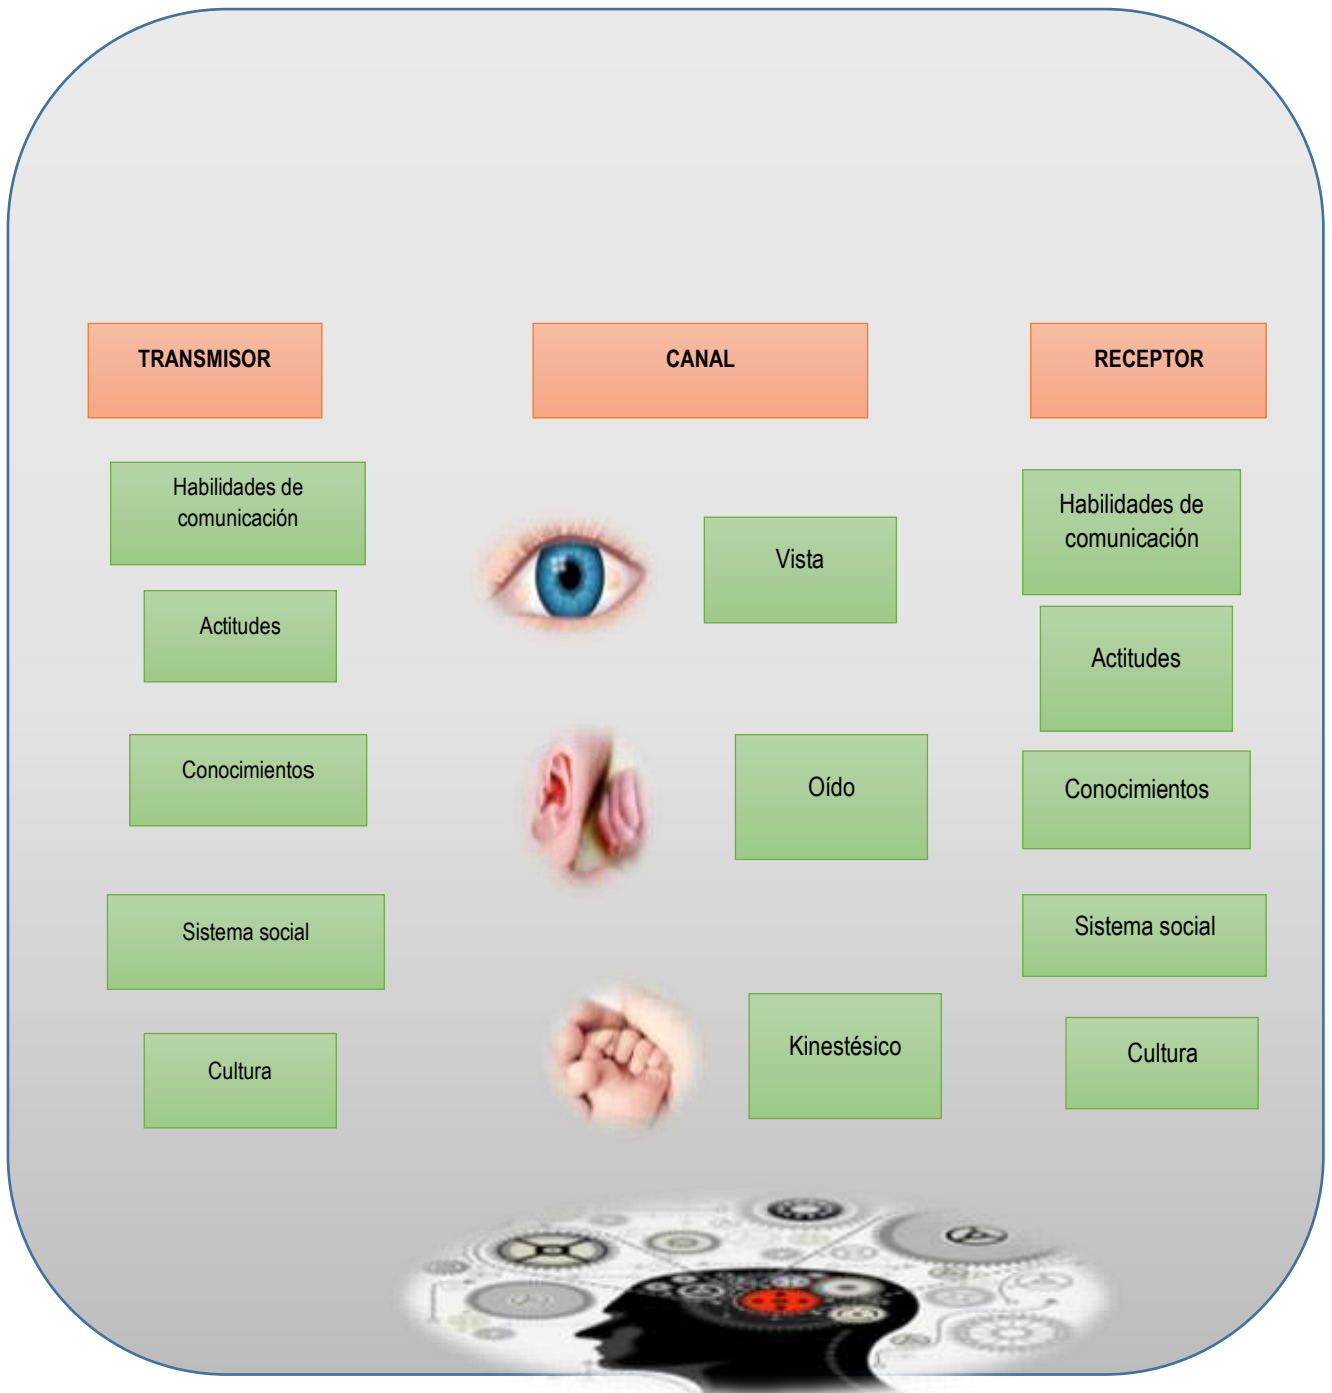 TRANSMISOR
CANAL
RECEPTOR
Habilidades de
comunicación
Actitudes
Conocimientos
Sistema social
Cultura
Vista
Oído
Kinestésico
Habilidades de
comunicación
Actitudes
Conocimientos
Sistema social
Cultura